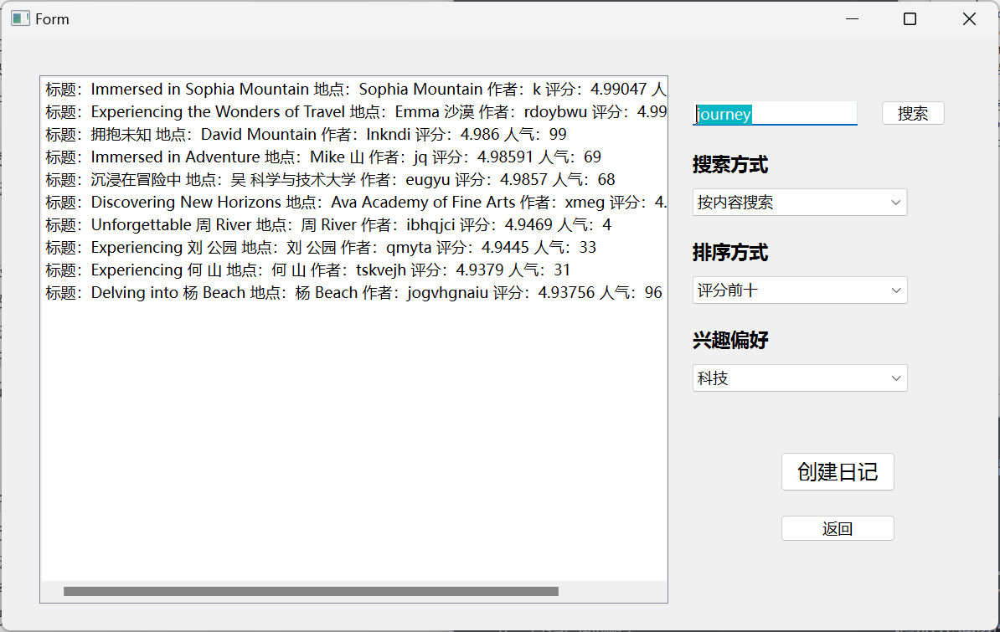 Form
标题：Immersed in Sophia Mountain 地点：Sophia Mountain 作者：k 评分：4.99047 人
标题：Experiencing the Wonders of Travel 地点：Emma 沙漠 作者：rdoybwu 评分：4.99
标题：拥抱未知 地点：David Mountain 作者：lnkndi 评分：4.986 人气：99
标题：Immersed in Adventure 地点：Mike 山 作者：jq 评分：4.98591 人气：69
标题：沉浸在冒险中 地点：吴 科学与技术大学 作者：eugyu 评分：4.9857 人气：68
标题：Discovering New Horizons 地点：Ava Academy of Fine Arts 作者：xmeg 评分：4.
标题：Unforgettable 周 River 地点：周 River 作者：ibhqjci 评分：4.9469 人气：4
标题：Experiencing 刘 公园 地点：刘 公园 作者：qmyta 评分：4.9445 人气：33
标题：Experiencing 何 山 地点：何 山 作者：tskvejh 评分：4.9379 人气：31
标题：Delving into 杨 Beach 地点：杨 Beach 作者：jogvhgnaiu 评分：4.93756 人气：96
journey
搜索
搜索方式
按内容搜索
排序方式
评分前十
兴趣偏好
科技
创建日记
返回